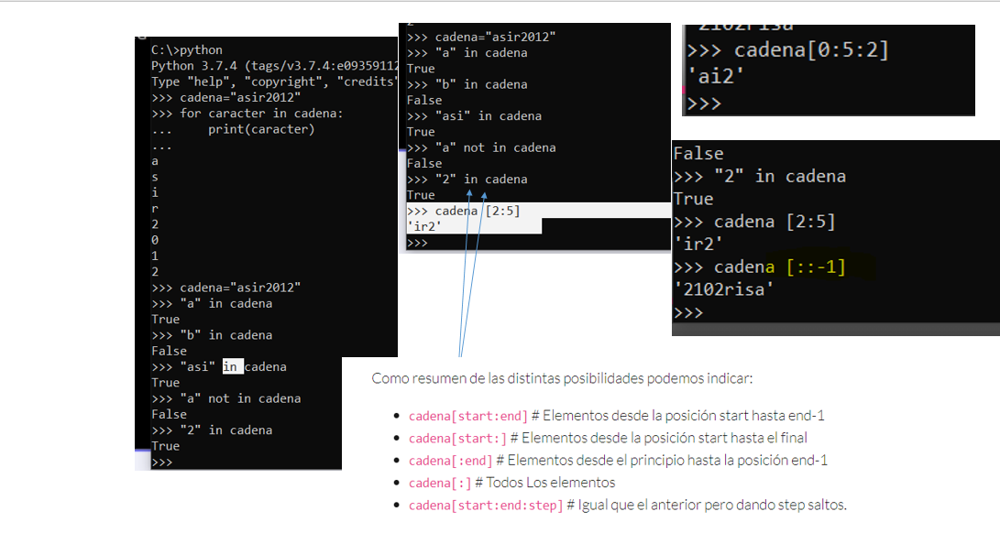 C:\>python
Python 3.7.4 (tags/v3.7.4:e09359112
Type "help", "copyright", "credits"
>>> cadena="asir2012"
>>> for caracter in cadena:
...     print(caracter)
...
a
s
i
r
2
0
1
2
>>> cadena="asir2012"
>>> "a" in cadena
True
>>> "b" in cadena
False
>>> "asi" in cadena
True
>>> "a" not in cadena
False
>>> "2" in cadena
True
>>>
>>> cadena="asir2012"
>>> "a" in cadena
True
>>> "b" in cadena
False
>>> "asi" in cadena
True
>>> "a" not in cadena
False
>>> "2" in cadena
True
>>> cadena [2:5]
'ir2'
>>>
'2102risa'
>>> cadena[0:5:2]
'ai2'
>>>
False
>>> "2" in cadena
True
>>> cadena [2:5]
'ir2'
>>> cadena [::-1]
'2102risa'
>>>
Como resumen de las distintas posibilidades podemos indicar:
• cadena[start:end] # Elementos desde la posición start hasta end-1
• cadena[start:] # Elementos desde la posición start hasta el final
• cadena[:end] # Elementos desde el principio hasta la posición end-1
• cadena[:] # Todos Los elementos
• cadena[start:end:step] # Igual que el anterior pero dando step saltos.